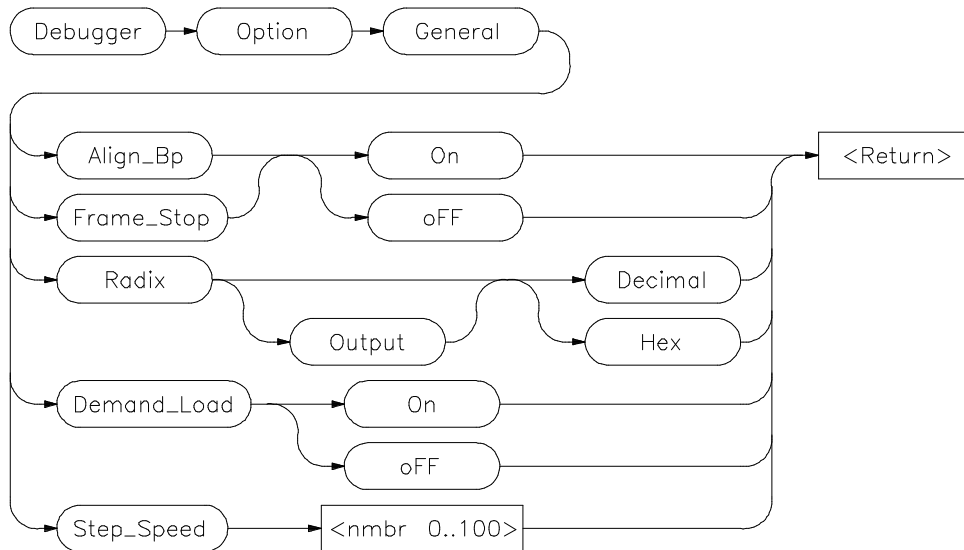 Debugger Option General
Align_Bp On <Return>
Frame_Stop oFF
Radix Decimal
Output Hex
Demand_Load On
oFF
Step_Speed <nmbr 0..100>